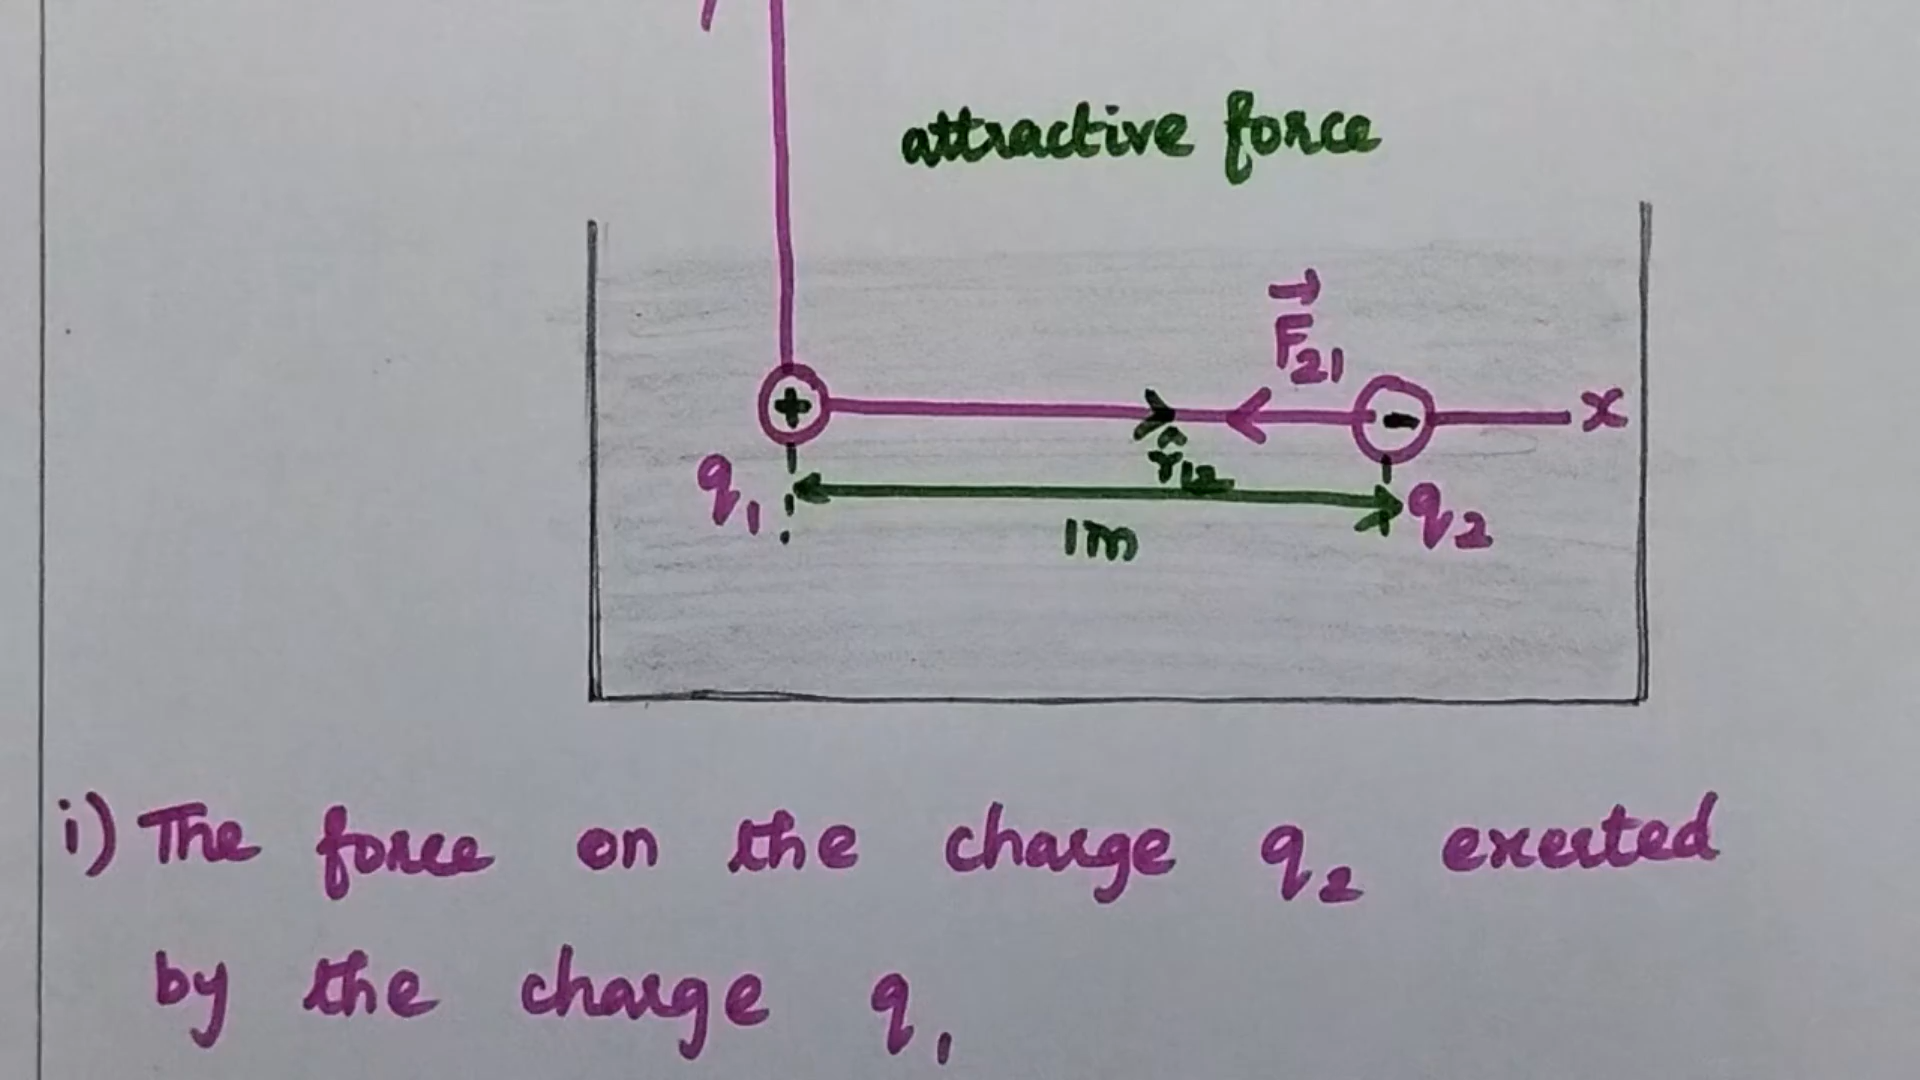 attractive force
F₂₁
+
-
x
r̂₁₂
q₁
q₂
1m
i) The force on the charge q₂ exerted
by the charge q₁